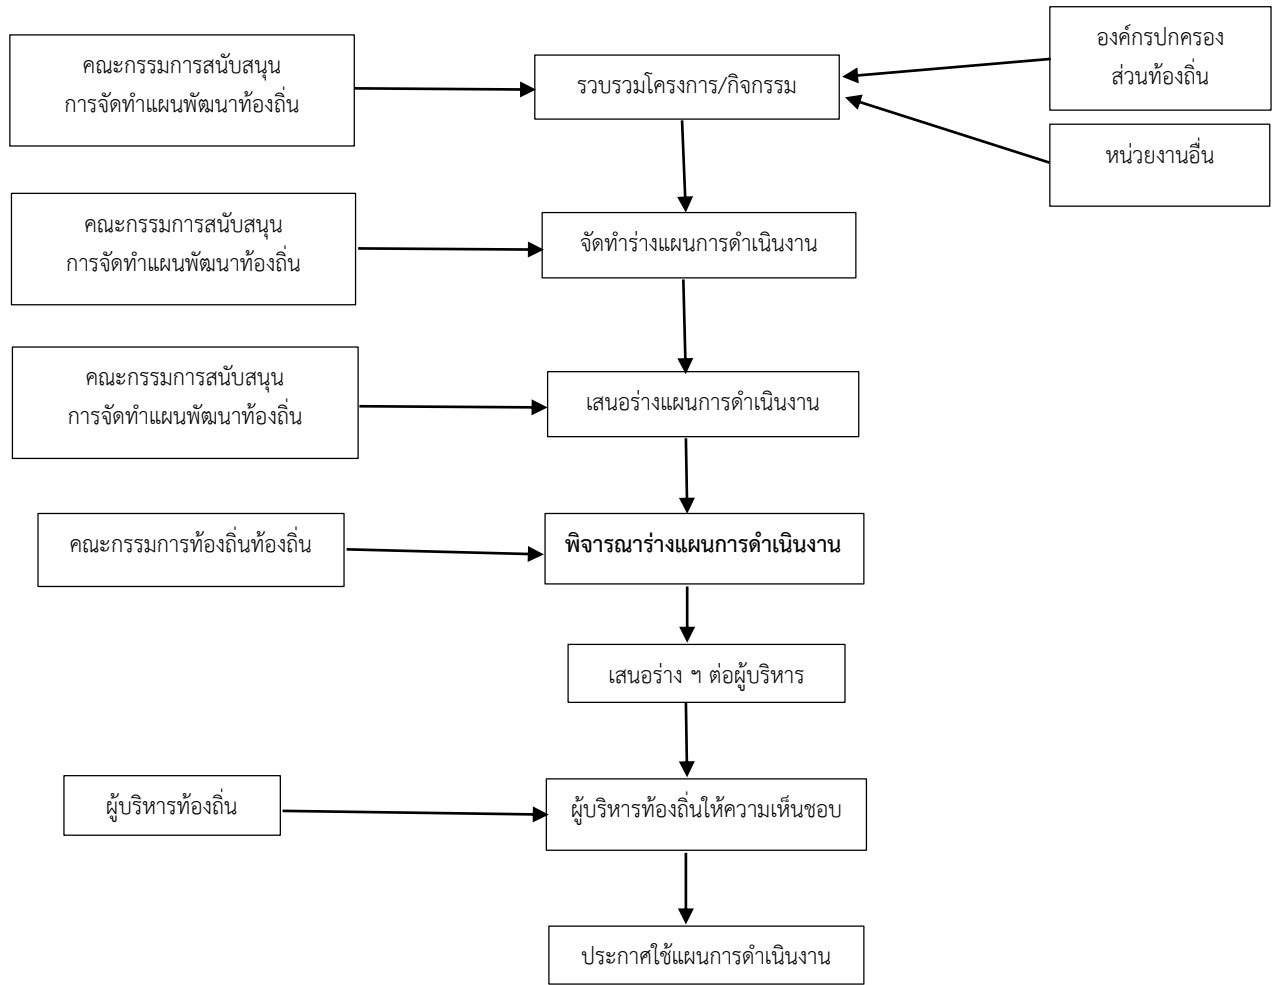 คณะกรรมการสนับสนุน
การจัดทำแผนพัฒนาท้องถิ่น
รวบรวมโครงการ/กิจกรรม
องค์กรปกครอง
ส่วนท้องถิ่น
หน่วยงานอื่น
คณะกรรมการสนับสนุน
การจัดทำแผนพัฒนาท้องถิ่น
จัดทำร่างแผนการดำเนินงาน
คณะกรรมการสนับสนุน
การจัดทำแผนพัฒนาท้องถิ่น
เสนอร่างแผนการดำเนินงาน
คณะกรรมการท้องถิ่นท้องถิ่น
พิจารณาร่างแผนการดำเนินงาน
เสนอร่าง ฯ ต่อผู้บริหาร
ผู้บริหารท้องถิ่น
ผู้บริหารท้องถิ่นให้ความเห็นชอบ
ประกาศใช้แผนการดำเนินงาน